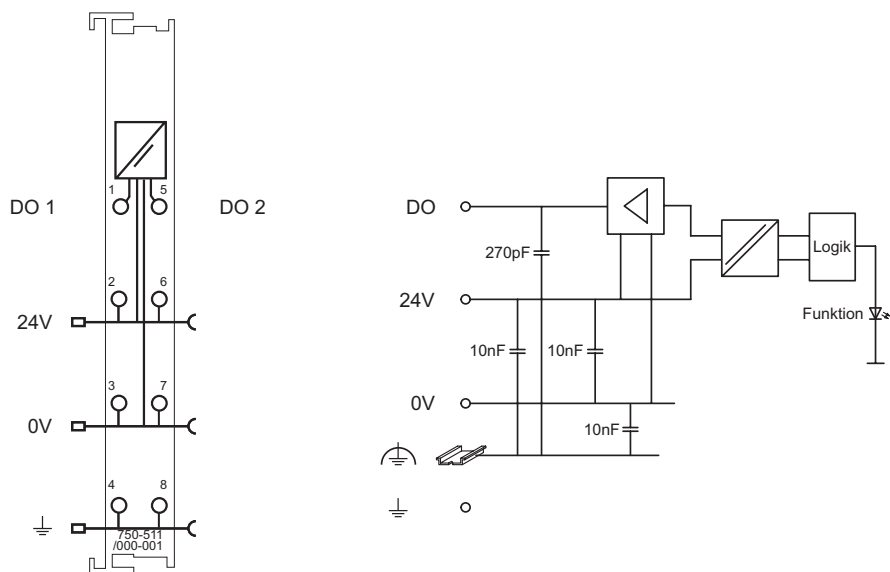 1
5
DO 1
DO 2
2
6
24V
3
7
0V
4
8
750-511
/000-001
DO
270pF
Logik
24V
Funktion
10nF
10nF
0V
10nF